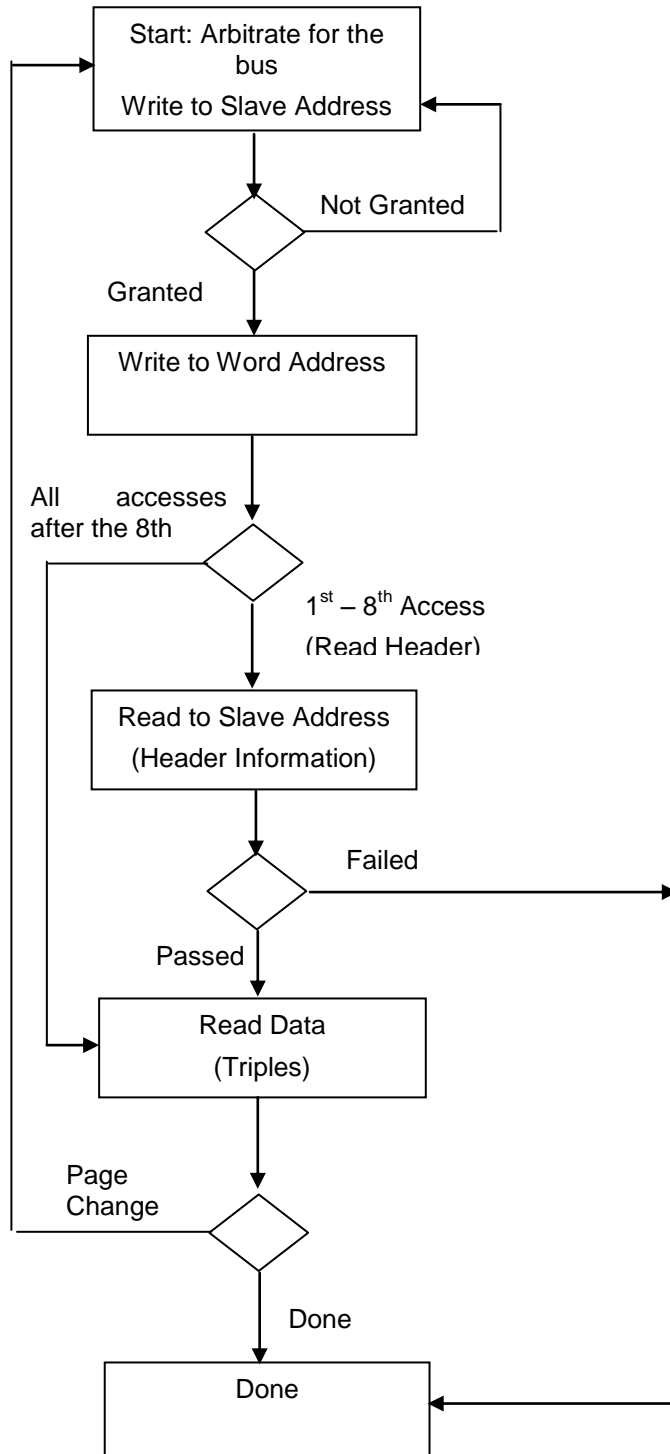 Start: Arbitrate for the
bus
Write to Slave Address
Not Granted
Granted
Write to Word Address
All accesses
after the 8th
1st – 8th Access
(Read Header)
Read to Slave Address
(Header Information)
Failed
Passed
Read Data
(Triples)
Page
Change
Done
Done